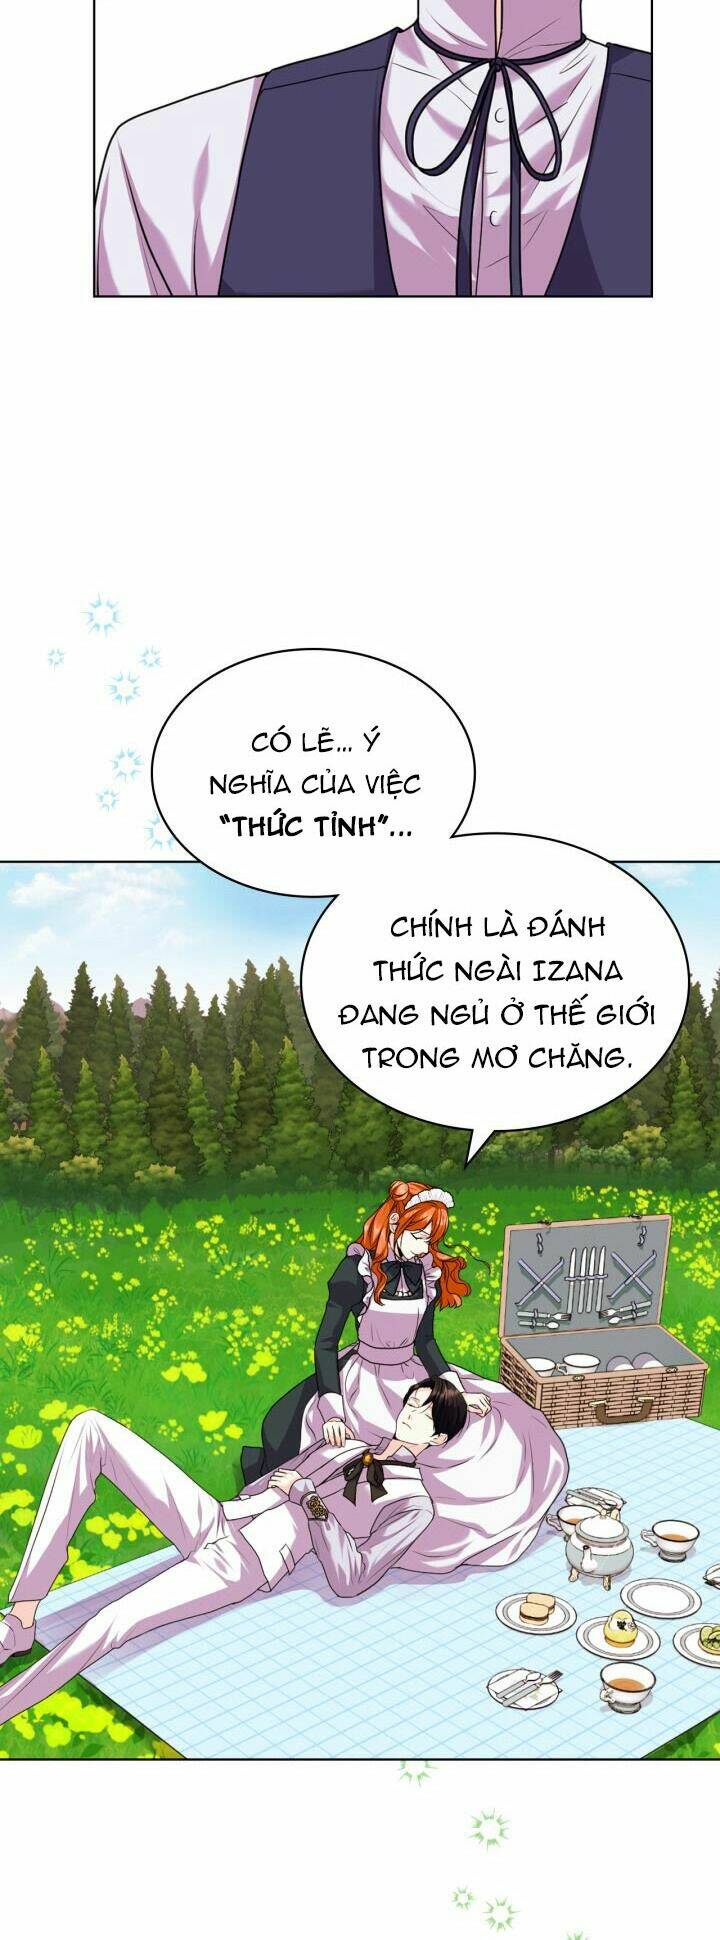 CÓ LẼ... Ý
NGHĨA CỦA VIỆC
"THỨC TỈNH"...
CHÍNH LÀ ĐÁNH
THỨC NGÀI IZANA
ĐANG NGỦ Ở THẾ GIỚI
TRONG MƠ CHĂNG.